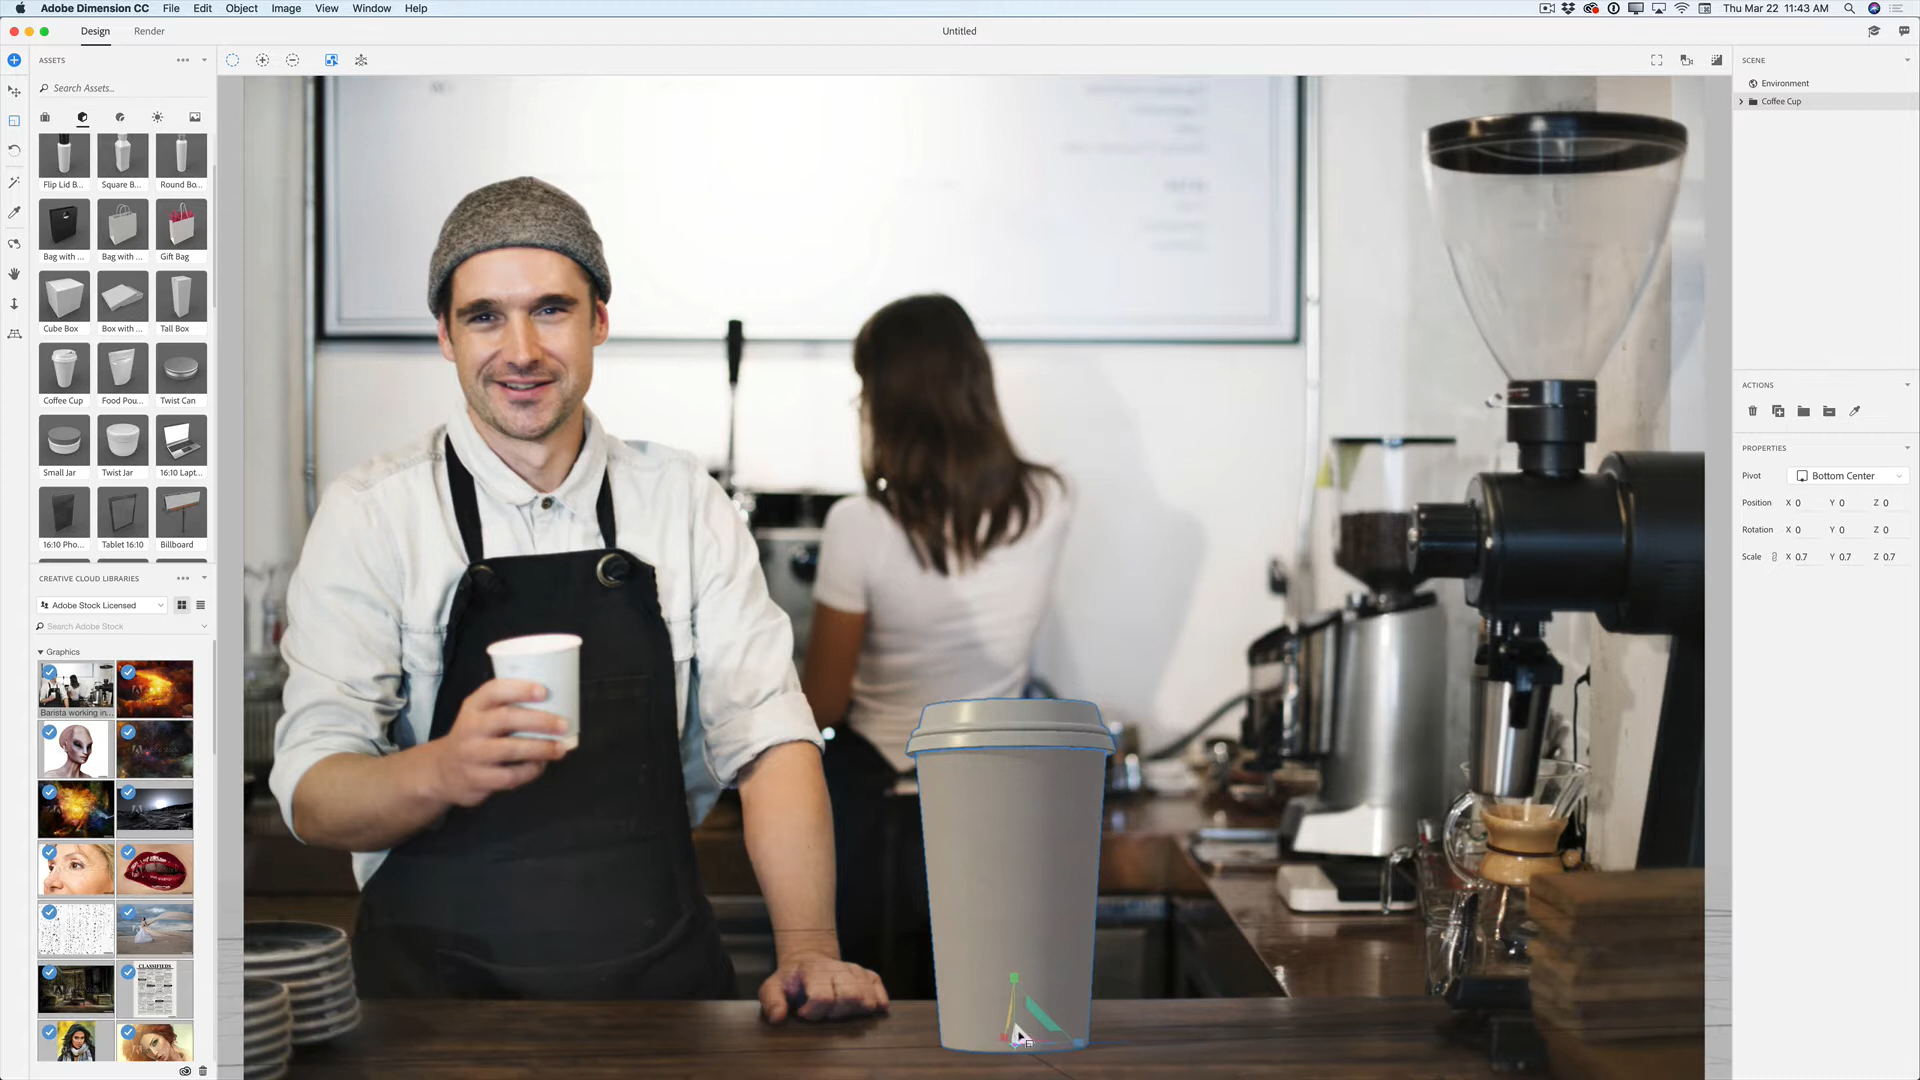 Adobe Dimension CC File Edit Object Image View Window Help
Thu Mar 22 11:43 AM
Design Render
Untitled
ASSETS
Search Assets...
Flip Lid B... Square B... Round Bo...
Bag with ... Bag with ... Gift Bag
Cube Box Box with ... Tall Box
Coffee Cup Food Pou... Twist Can
Small Jar Twist Jar 16:10 Lapt...
16:10 Pho... Tablet 16:10 Billboard
CREATIVE CLOUD LIBRARIES
Adobe Stock Licensed
Search Adobe Stock
Graphics
Barista working in...
CLASSIFIEDS
SCENE
Environment
Coffee Cup
ACTIONS
PROPERTIES
Pivot Bottom Center
Position X 0 Y 0 Z 0
Rotation X 0 Y 0 Z 0
Scale X 0.7 Y 0.7 Z 0.7